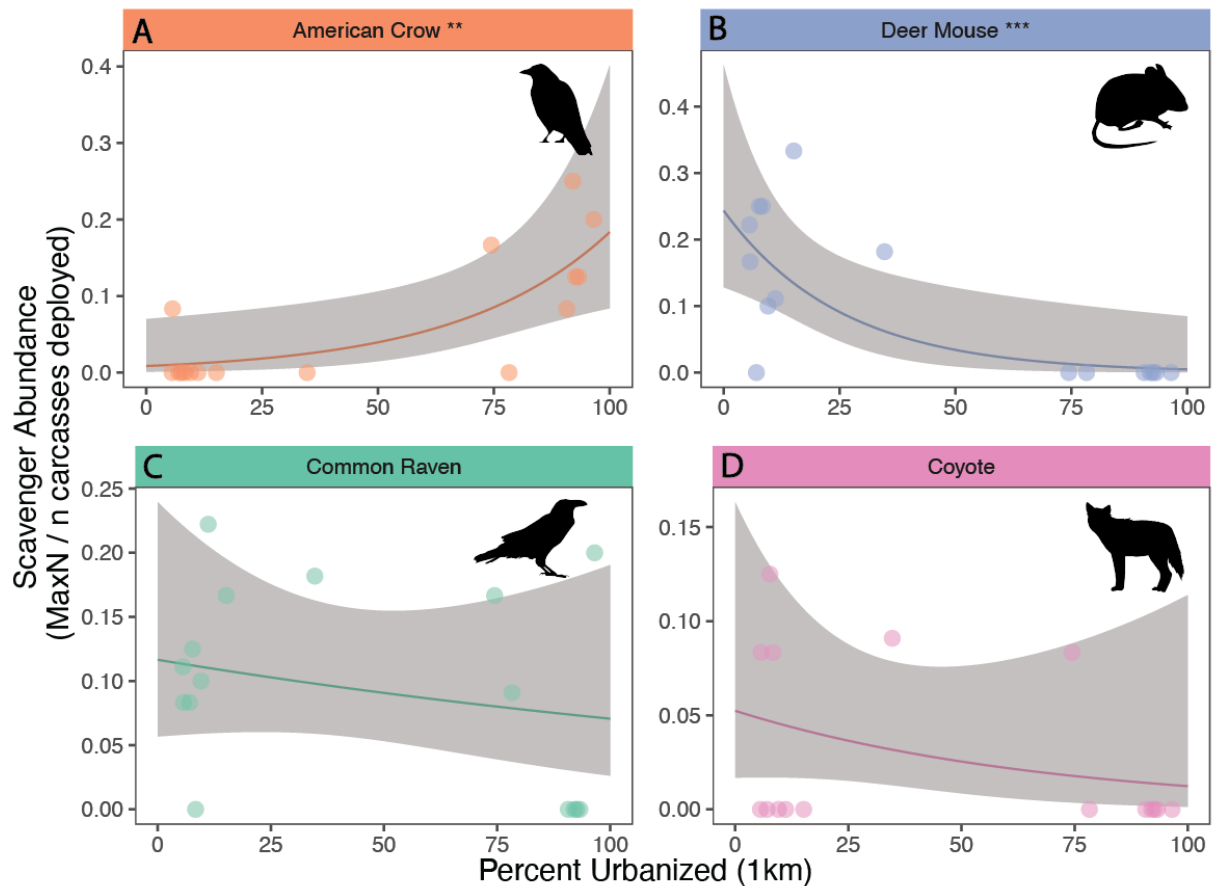 A American Crow **
B Deer Mouse ***
0.4
0.3
0.2
0.1
0.0
0 25 50 75 100
0.4
0.3
0.2
0.1
0.0
0 25 50 75 100
C Common Raven
D Coyote
0.25
0.20
0.15
0.10
0.05
0.00
0 25 50 75 100
0.15
0.10
0.05
0.00
0 25 50 75 100
Scavenger Abundance
(MaxN / n carcasses deployed)
Percent Urbanized (1km)